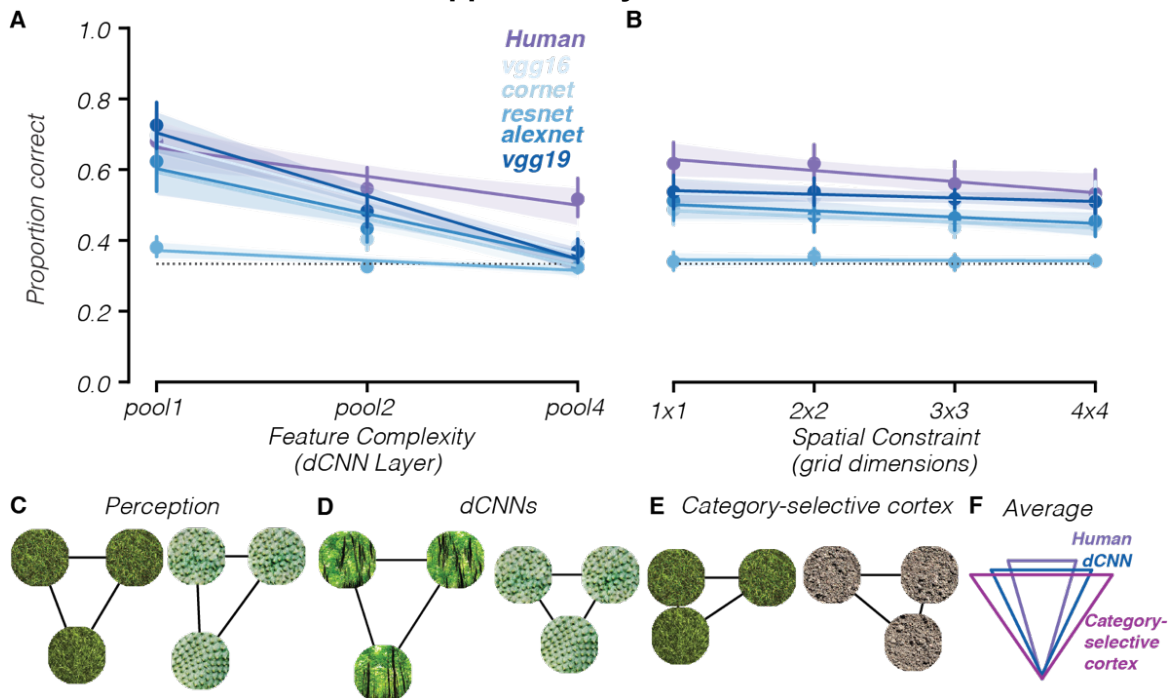 A
B
1.0
0.8
0.6
0.4
0.2
0.0
Proportion correct
Human
vgg16
cornet
resnet
alexnet
vgg19
pool1
pool2
pool4
Feature Complexity
(dCNN Layer)
1x1
2x2
3x3
4x4
Spatial Constraint
(grid dimensions)
C
Perception
D
dCNNs
E
Category-selective cortex
F
Average
Human
dCNN
Category-
selective
cortex